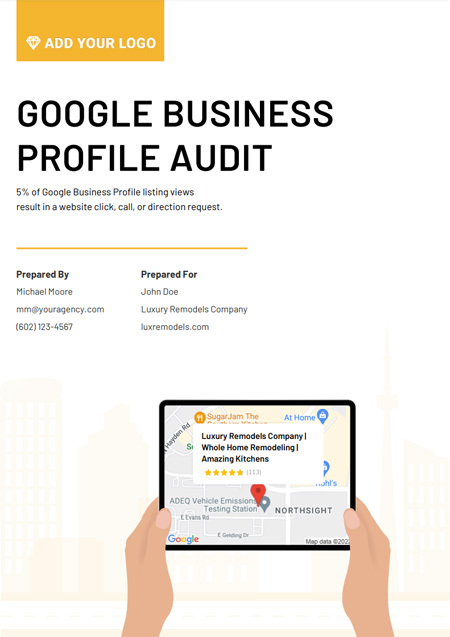 ADD YOUR LOGO
GOOGLE BUSINESS
PROFILE AUDIT
5% of Google Business Profile listing views
result in a website click, call, or direction request.
Prepared By
Michael Moore
mm@youragency.com
(602) 123-4567
Prepared For
John Doe
Luxury Remodels Company
luxremodels.com
SugarJam The
At Home
Hayden Rd
Luxury Remodels Company |
Whole Home Remodeling |
Amazing Kitchens
(113)
ADEQ Vehicle Emissions
Testing Station
NORTHSIGHT
E Evans Rd
E Gelding Dr
Google
Map data ©202